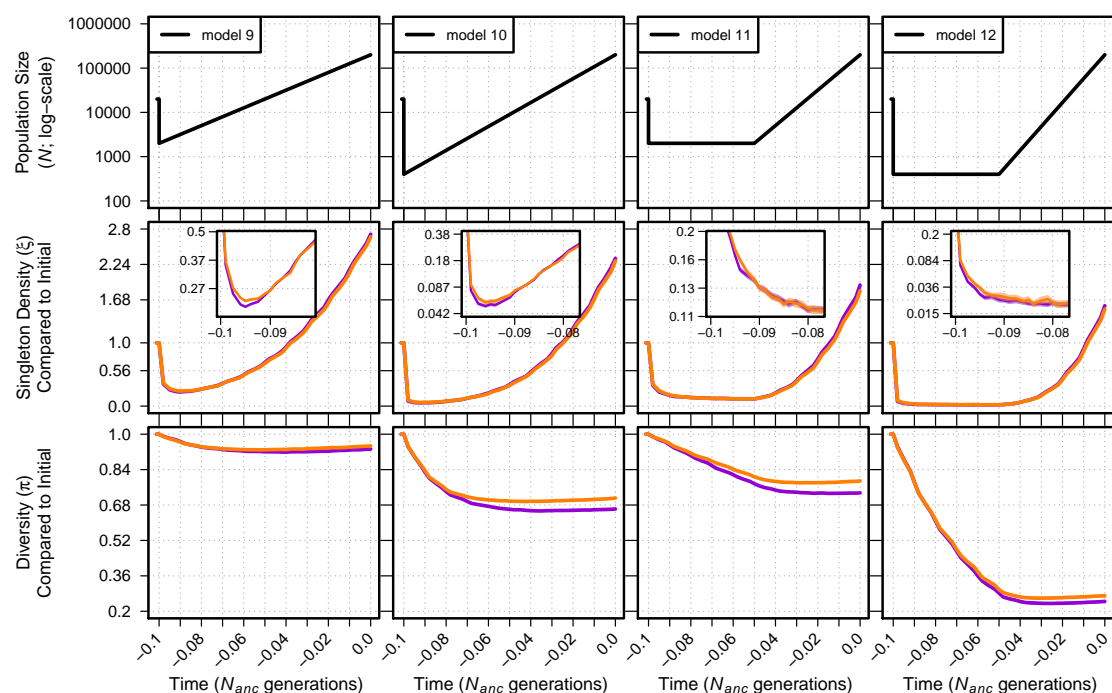 model 9
model 10
model 11
model 12
Population Size
(N; log−scale)
1000000
100000
10000
1000
100
Singleton Density (ξ)
Compared to Initial
2.8
2.24
1.68
1.0
0.56
0.0
0.5
0.27
0.14
−0.1
−0.09
0.38
0.18
0.088
0.042
−0.1
−0.09
−0.08
0.2
0.16
0.13
0.11
−0.1
−0.09
−0.08
0.2
0.084
0.036
0.015
−0.1
−0.09
−0.08
Diversity (π)
Compared to Initial
1.0
0.84
0.68
0.52
0.36
0.2
−0.1 −0.08 −0.06 −0.04 −0.02 0.0
−0.1 −0.08 −0.06 −0.04 −0.02 0.0
−0.1 −0.08 −0.06 −0.04 −0.02 0.0
−0.1 −0.08 −0.06 −0.04 −0.02 0.0
Time (Nanc generations)
Time (Nanc generations)
Time (Nanc generations)
Time (Nanc generations)